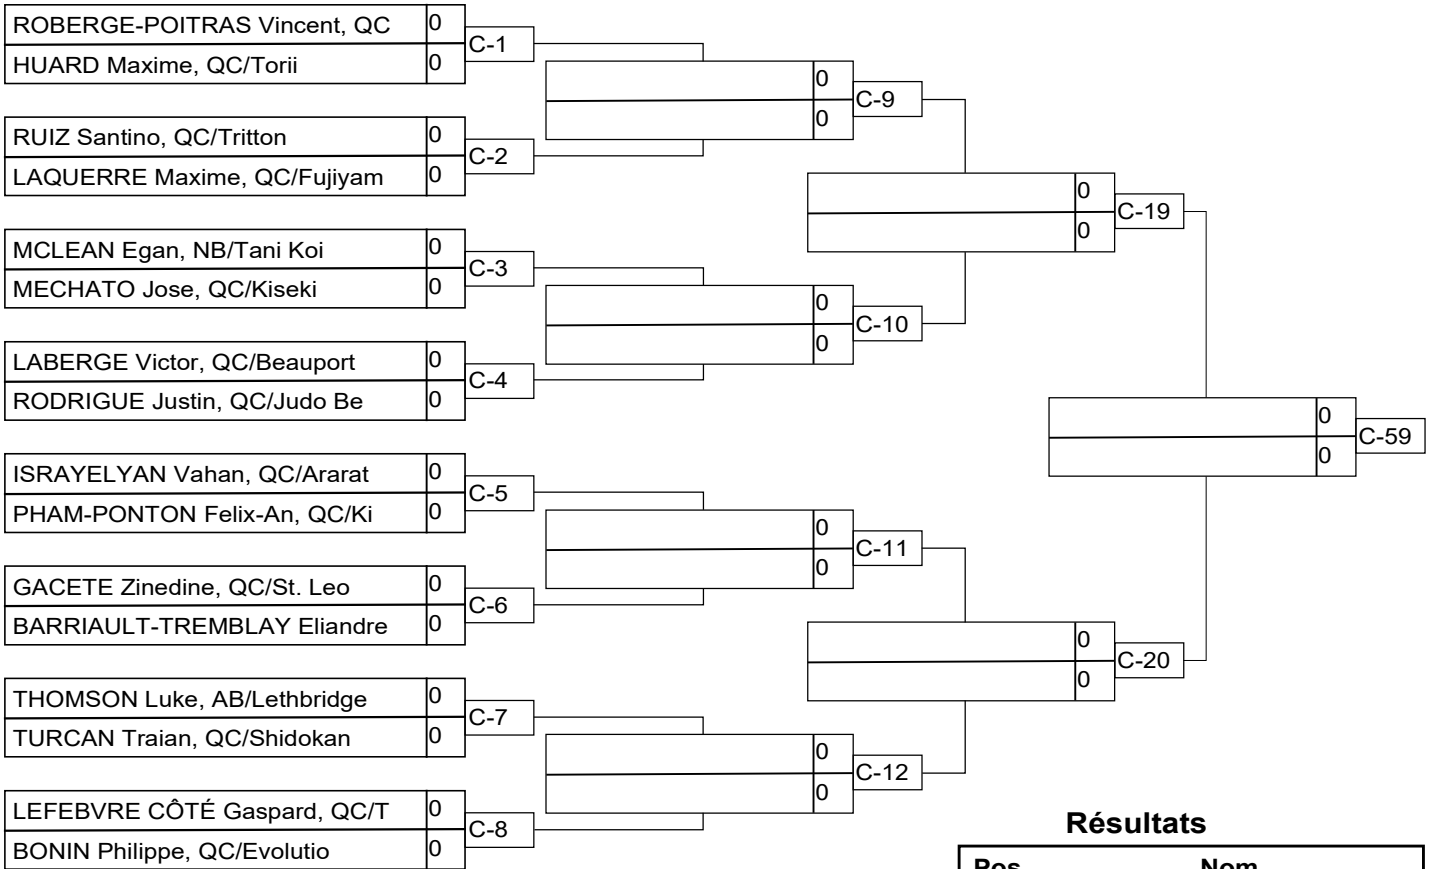 ROBERGE-POITRAS Vincent, QC 0
C-1
HUARD Maxime, QC/Torii 0
0
C-9
0
RUIZ Santino, QC/Tritton 0
C-2
LAQUERRE Maxime, QC/Fujiyam 0
0
C-19
0
MCLEAN Egan, NB/Tani Koi 0
C-3
MECHATO Jose, QC/Kiseki 0
0
C-10
0
LABERGE Victor, QC/Beauport 0
C-4
RODRIGUE Justin, QC/Judo Be 0
0
C-59
0
ISRAYELYAN Vahan, QC/Ararat 0
C-5
PHAM-PONTON Felix-An, QC/Ki 0
0
C-11
0
GACETE Zinedine, QC/St. Leo 0
C-6
BARRIAULT-TREMBLAY Eliandre 0
0
C-20
0
THOMSON Luke, AB/Lethbridge 0
C-7
TURCAN Traian, QC/Shidokan 0
0
C-12
0
LEFEBVRE CÔTÉ Gaspard, QC/T 0
C-8
BONIN Philippe, QC/Evolutio 0
Résultats
Pos Nom